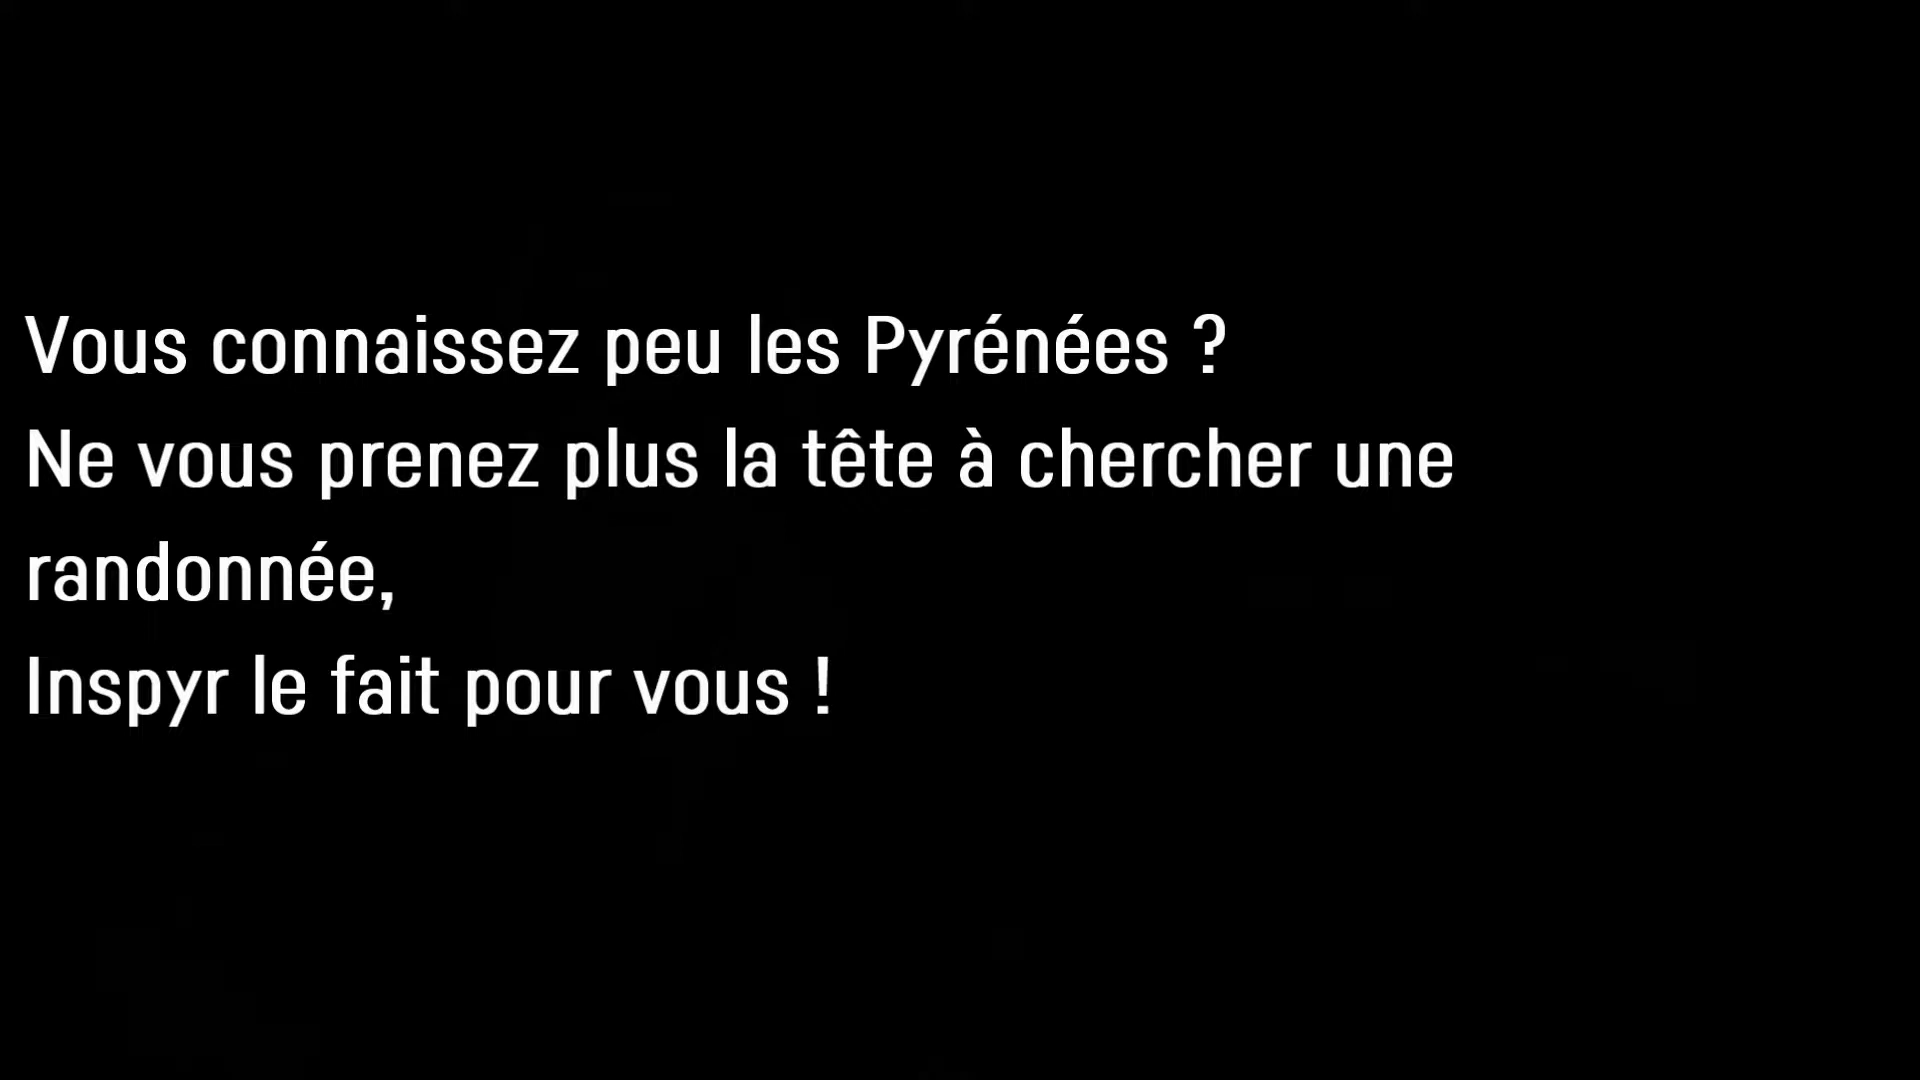 Vous connaissez peu les Pyrénées ?
Ne vous prenez plus la tête à chercher une
randonnée,
Inspyr le fait pour vous !